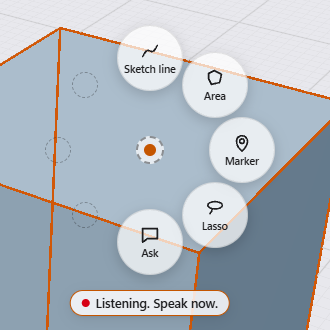 Sketch line
Area
Marker
Lasso
Ask
Listening. Speak now.